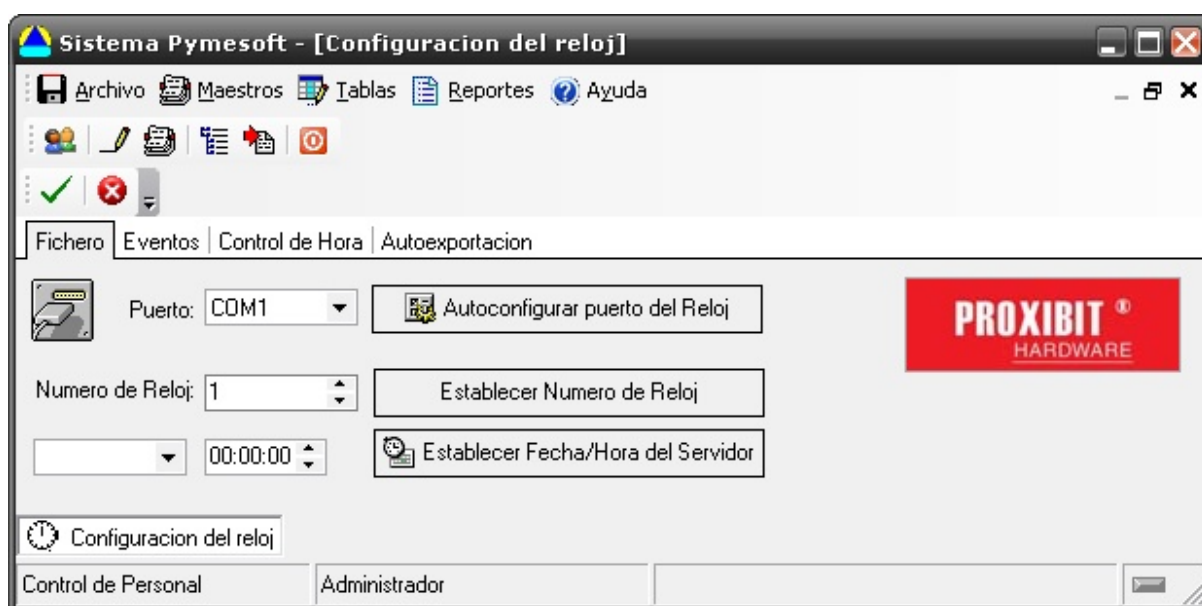 Sistema Pymesoft - [Configuracion del reloj]
Archivo Maestros Tablas Reportes Ayuda
Fichero Eventos Control de Hora Autoexportacion
Puerto: COM1 Autoconfigurar puerto del Reloj
PROXIBIT ®
HARDWARE
Numero de Reloj: 1 Establecer Numero de Reloj
00:00:00 Establecer Fecha/Hora del Servidor
Configuracion del reloj
Control de Personal Administrador